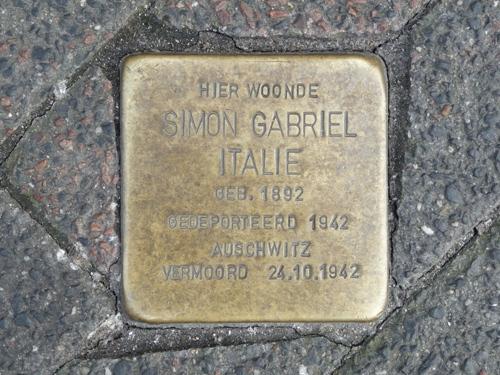 HIER WOONDE
SIMON GABRIEL
ITALIE
GEB. 1892
GEDEPORTEERD 1942
AUSCHWITZ
VERMOORD 24.10.1942